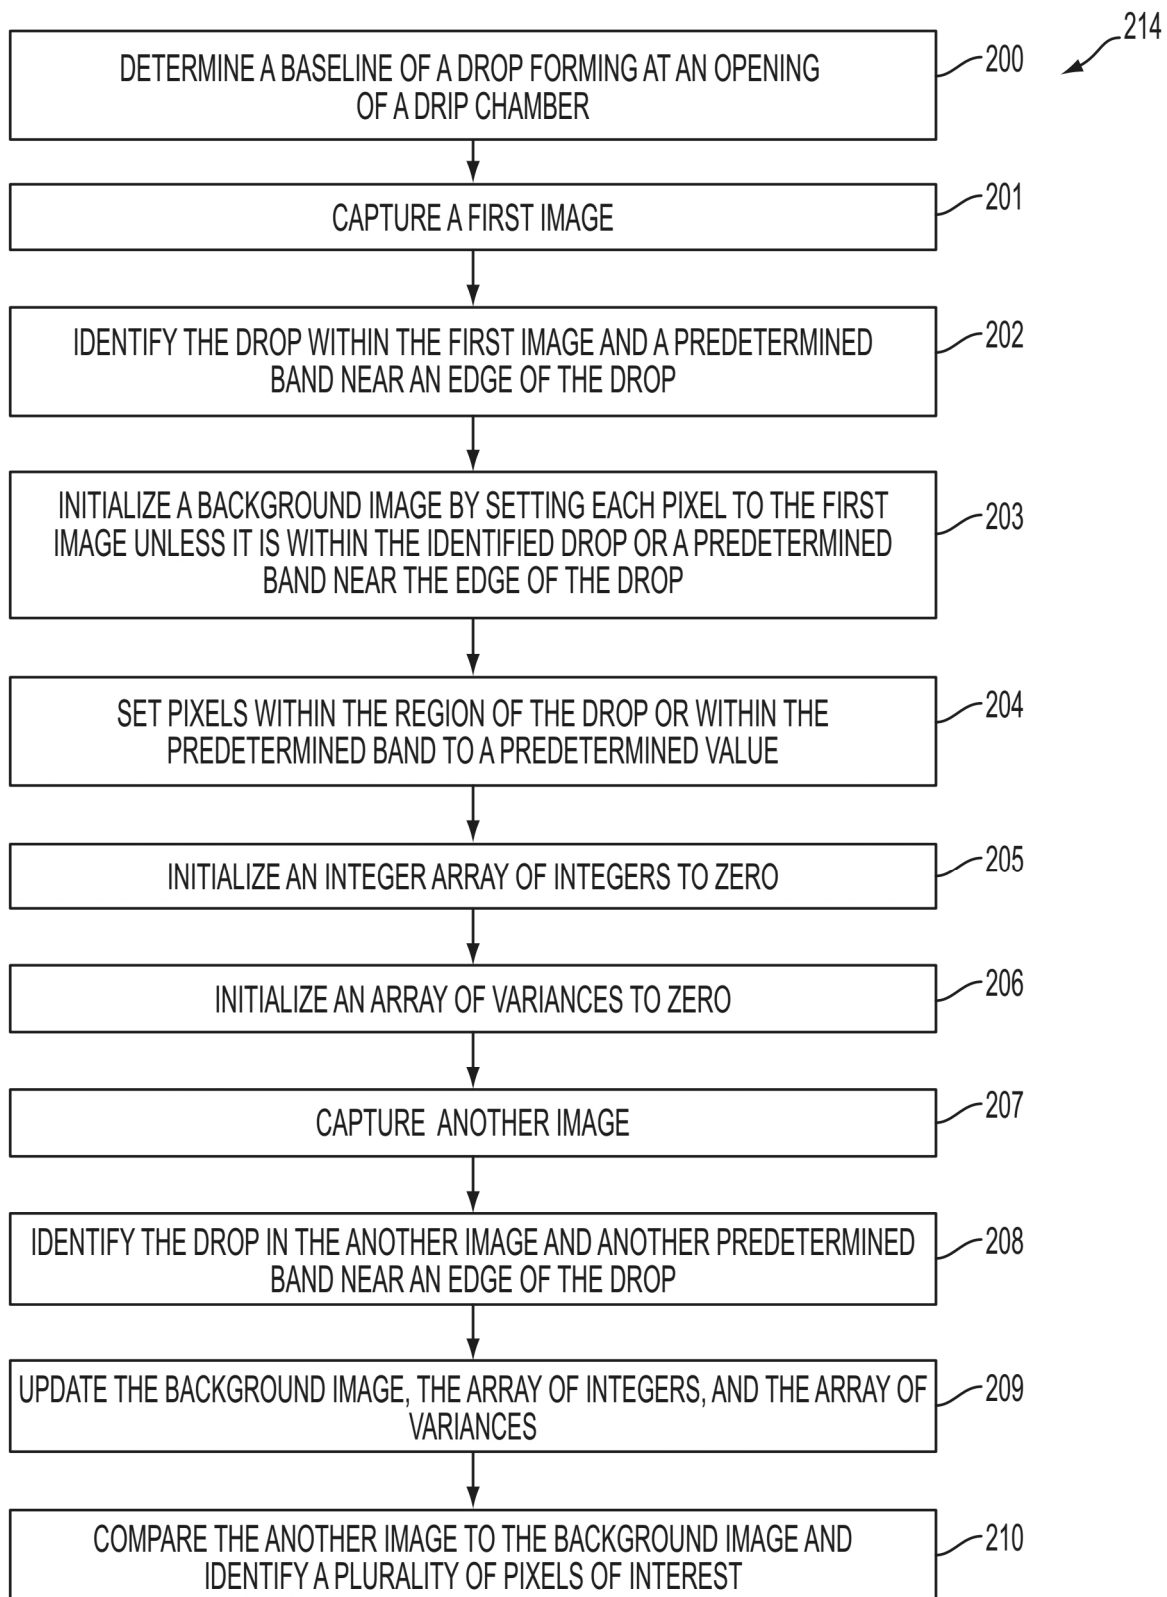 214
DETERMINE A BASELINE OF A DROP FORMING AT AN OPENING
OF A DRIP CHAMBER
200
CAPTURE A FIRST IMAGE
201
IDENTIFY THE DROP WITHIN THE FIRST IMAGE AND A PREDETERMINED
BAND NEAR AN EDGE OF THE DROP
202
INITIALIZE A BACKGROUND IMAGE BY SETTING EACH PIXEL TO THE FIRST
IMAGE UNLESS IT IS WITHIN THE IDENTIFIED DROP OR A PREDETERMINED
BAND NEAR THE EDGE OF THE DROP
203
SET PIXELS WITHIN THE REGION OF THE DROP OR WITHIN THE
PREDETERMINED BAND TO A PREDETERMINED VALUE
204
INITIALIZE AN INTEGER ARRAY OF INTEGERS TO ZERO
205
INITIALIZE AN ARRAY OF VARIANCES TO ZERO
206
CAPTURE ANOTHER IMAGE
207
IDENTIFY THE DROP IN THE ANOTHER IMAGE AND ANOTHER PREDETERMINED
BAND NEAR AN EDGE OF THE DROP
208
UPDATE THE BACKGROUND IMAGE, THE ARRAY OF INTEGERS, AND THE ARRAY OF
VARIANCES
209
COMPARE THE ANOTHER IMAGE TO THE BACKGROUND IMAGE AND
IDENTIFY A PLURALITY OF PIXELS OF INTEREST
210